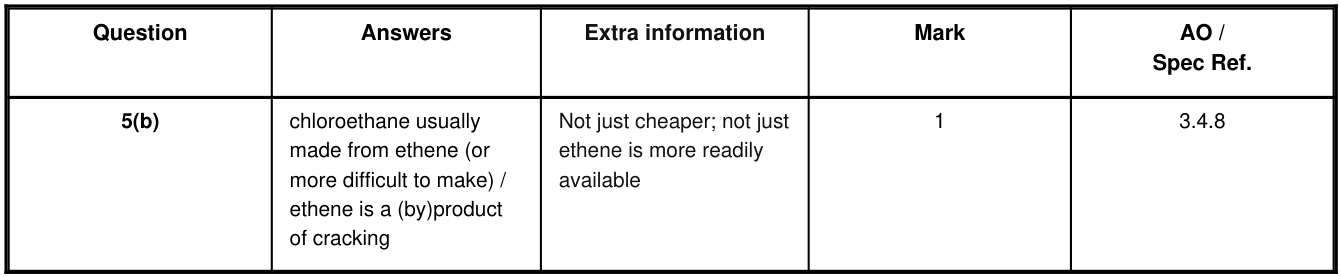 Question Answers Extra information Mark AO /
Spec Ref.
5(b) chloroethane usually Not just cheaper; not just 1 3.4.8
made from ethene (or ethene is more readily
more difficult to make) / available
ethene is a (by)product
of cracking